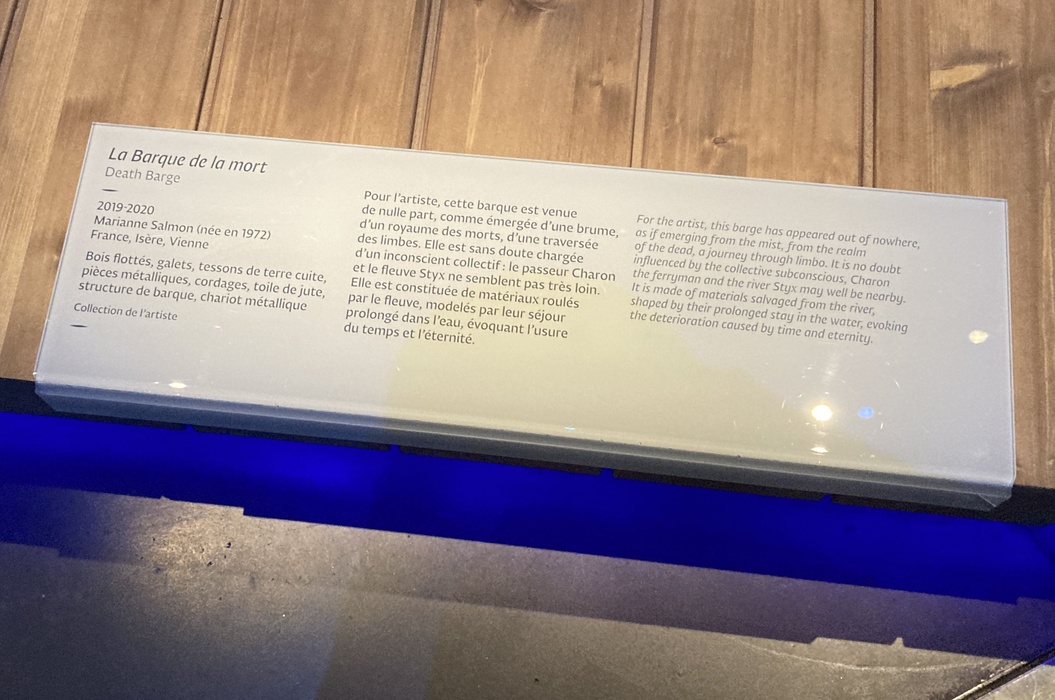 La Barque de la mort
Death Barge
2019-2020
Marianne Salmon (née en 1972)
France, Isère, Vienne
Bois flottés, galets, tessons de terre cuite,
pièces métalliques, cordages, toile de jute,
structure de barque, chariot métallique
Collection de l'artiste
Pour l'artiste, cette barque est venue
de nulle part, comme émergée d'une brume,
d'un royaume des morts, d'une traversée
des limbes. Elle est sans doute chargée
d'un inconscient collectif : le passeur Charon
et le fleuve Styx ne semblent pas très loin.
Elle est constituée de matériaux roulés
par le fleuve, modelés par leur séjour
prolongé dans l'eau, évoquant l'usure
du temps et l'éternité.
For the artist, this barge has appeared out of nowhere,
as if emerging from the mist, from the realm
of the dead, a journey through limbo. It is no doubt
influenced by the collective subconscious, Charon
the ferryman and the river Styx may well be nearby.
It is made of materials salvaged from the river,
shaped by their prolonged stay in the water, evoking
the deterioration caused by time and eternity.